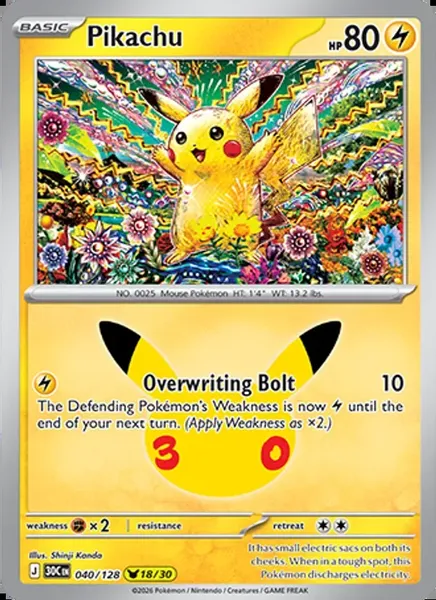 BASIC
Pikachu
HP 80
NO. 0025 Mouse Pokémon HT: 1'4" WT: 13.2 lbs.
Overwriting Bolt 10
The Defending Pokémon's Weakness is now until the
end of your next turn. (Apply Weakness as ×2.)
3 0
weakness ×2 resistance retreat
Illus. Shinji Kanda
It has small electric sacs on both its
cheeks. When in a tough spot, this
Pokémon discharges electricity.
J 30C EN 040/128 18/30
©2026 Pokémon / Nintendo / Creatures / GAME FREAK